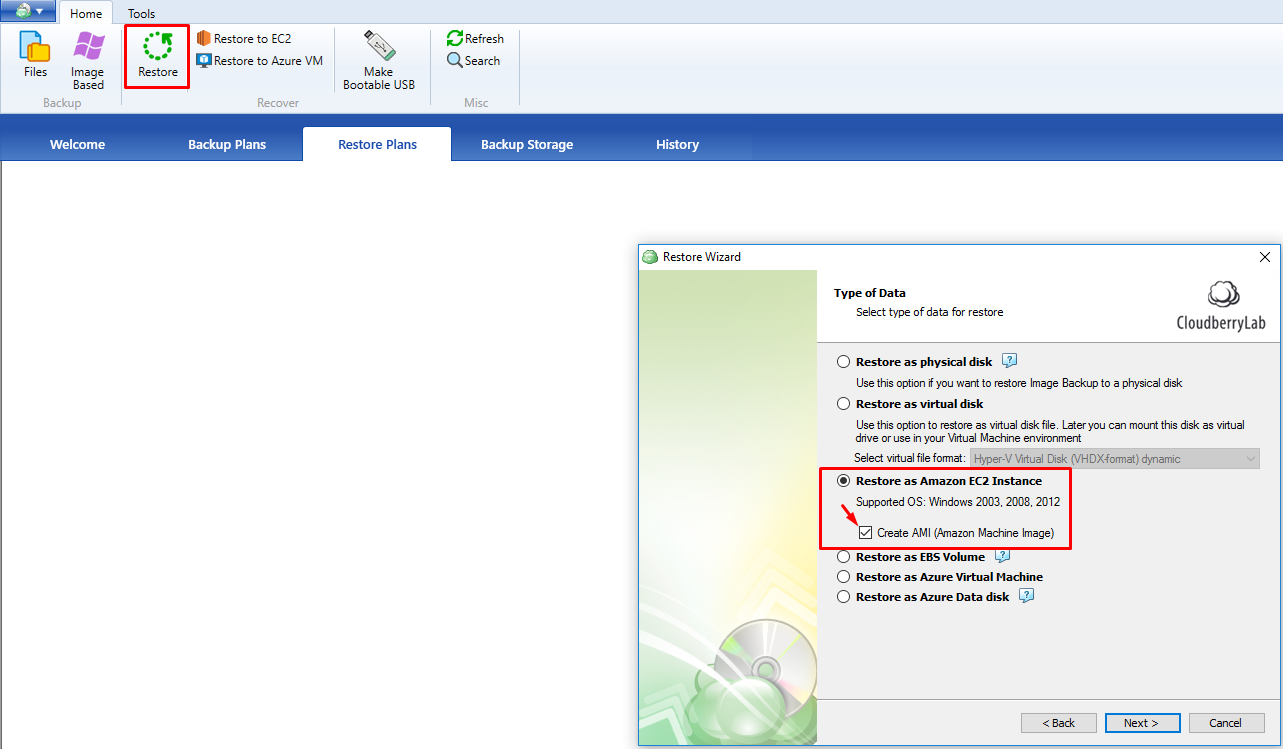 Home
Tools
Files
Image
Based
Backup
Restore
Restore to EC2
Restore to Azure VM
Recover
Make
Bootable USB
Refresh
Search
Misc
Welcome
Backup Plans
Restore Plans
Backup Storage
History
Restore Wizard
Type of Data
Select type of data for restore
CloudberryLab
Restore as physical disk
?
Use this option if you want to restore Image Backup to a physical disk
Restore as virtual disk
Use this option to restore as virtual disk file. Later you can mount this disk as virtual
drive or use in your Virtual Machine environment
Select virtual file format:
Hyper-V Virtual Disk (VHDX-format) dynamic
Restore as Amazon EC2 Instance
Supported OS: Windows 2003, 2008, 2012
Create AMI (Amazon Machine Image)
Restore as EBS Volume
?
Restore as Azure Virtual Machine
Restore as Azure Data disk
?
< Back
Next >
Cancel